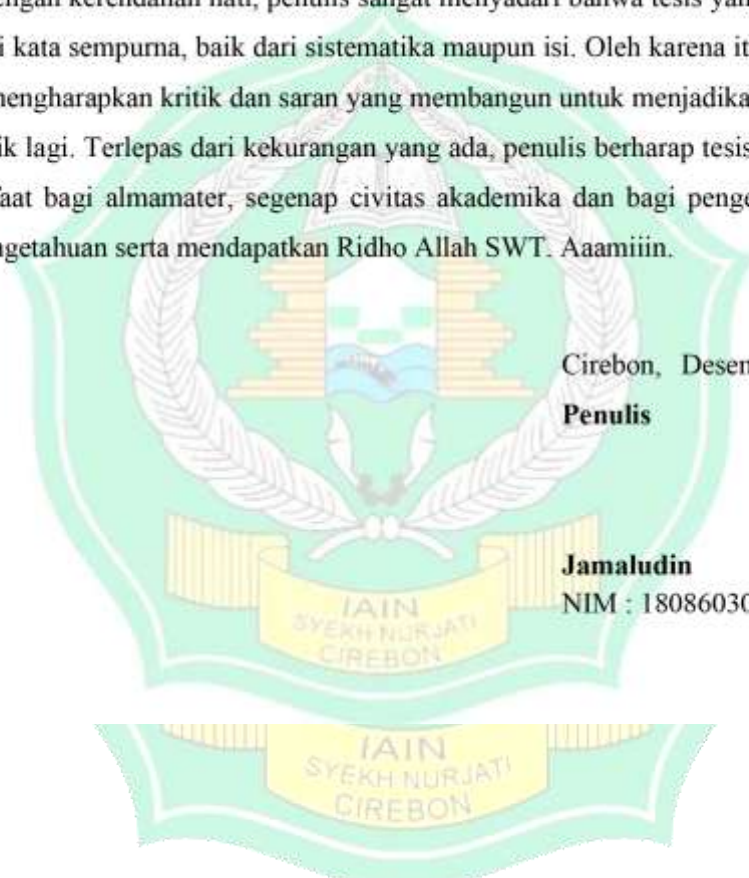 engan kerendahan hati, penulis sangat menyadari bahwa tesis yan
i kata sempurna, baik dari sistematika maupun isi. Oleh karena it
mengharapkan kritik dan saran yang membangun untuk menjadika
ik lagi. Terlepas dari kekurangan yang ada, penulis berharap tesis
faat bagi almamater, segenap civitas akademika dan bagi penge
ngetahuan serta mendapatkan Ridho Allah SWT. Aaamiiin.
Cirebon, Desem
Penulis
Jamaludin
NIM : 18086030
IAIN
SYEKH NURJATI
CIREBON
IAIN
SYEKH NURJATI
CIREBON